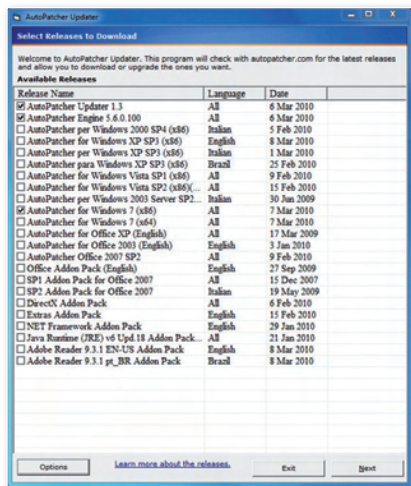 AutoPatcher Updater
Select Releases to Download
Welcome to AutoPatcher Updater. This program will check with autopatcher.com for the latest releases
and allow you to download or upgrade the ones you want.
Available Releases
Release Name Language Date
AutoPatcher Updater 1.3 All 6 Mar 2010
AutoPatcher Engine 5.6.0.100 All 6 Mar 2010
AutoPatcher per Windows 2000 SP4 (x86) Italian 5 Feb 2010
AutoPatcher for Windows XP SP3 (x86) English 8 Mar 2010
AutoPatcher per Windows XP SP3 (x86) Italian 1 Mar 2010
AutoPatcher para Windows XP SP3 (x86) Brazil 25 Feb 2010
AutoPatcher for Windows Vista SP1 (x86) All 9 Feb 2010
AutoPatcher for Windows Vista SP2 (x86)(... All 15 Feb 2010
AutoPatcher per Windows 2003 Server SP2... Italian 30 Jun 2009
AutoPatcher for Windows 7 (x86) All 7 Mar 2010
AutoPatcher for Windows 7 (x64) All 7 Mar 2010
AutoPatcher for Office XP (English) All 17 Mar 2009
AutoPatcher for Office 2003 (English) English 3 Jan 2010
AutoPatcher Office 2007 SP2 All 9 Feb 2010
Office Addon Pack (English) English 27 Sep 2009
SP1 Addon Pack for Office 2007 All 15 Dec 2007
SP2 Addon Pack for Office 2007 Italian 19 May 2009
DirectX Addon Pack All 6 Feb 2010
Extras Addon Pack English 15 Feb 2010
.NET Framework Addon Pack English 29 Jan 2010
Java Runtime (JRE) v6 Upd.18 Addon Pack... All 21 Jan 2010
Adobe Reader 9.3.1 EN-US Addon Pack English 8 Mar 2010
Adobe Reader 9.3.1 pt_BR Addon Pack Brazil 8 Mar 2010
Options Learn more about the releases. Exit Next